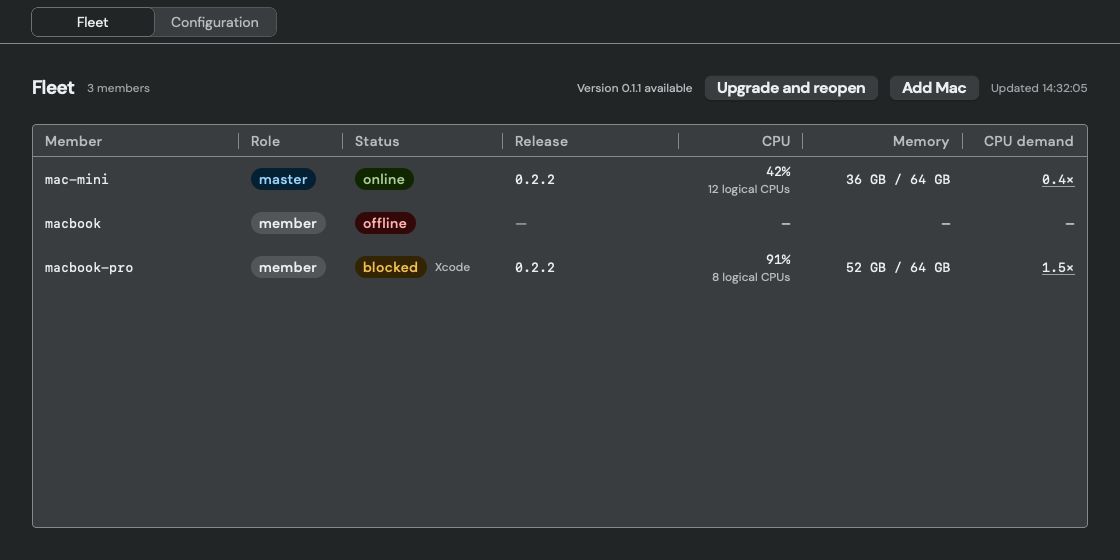 Fleet Configuration
Fleet 3 members Version 0.1.1 available Upgrade and reopen Add Mac Updated 14:32:05
Member Role Status Release CPU Memory CPU demand
mac-mini master online 0.2.2 42% 36 GB / 64 GB 0.4×
12 logical CPUs
macbook member offline — — — —
macbook-pro member blocked Xcode 0.2.2 91% 52 GB / 64 GB 1.5×
8 logical CPUs